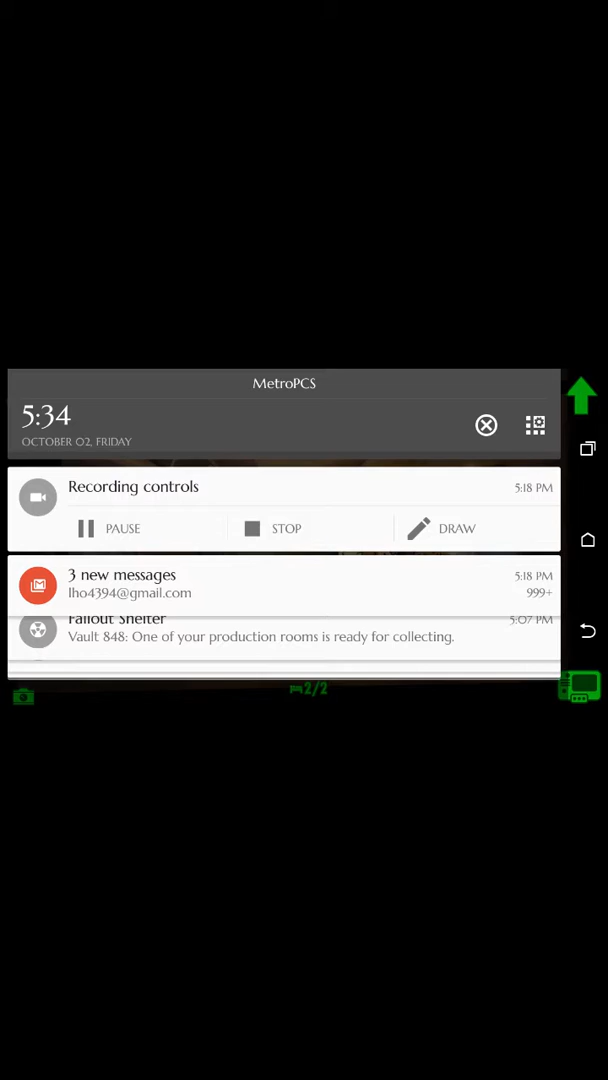 MetroPCS
5:34
OCTOBER 02, FRIDAY
Recording controls
5:18 PM
PAUSE
STOP
DRAW
3 new messages
5:18 PM
lho4394@gmail.com
999+
Fallout Shelter
5:07 PM
Vault 848: One of your production rooms is ready for collecting.
2/2